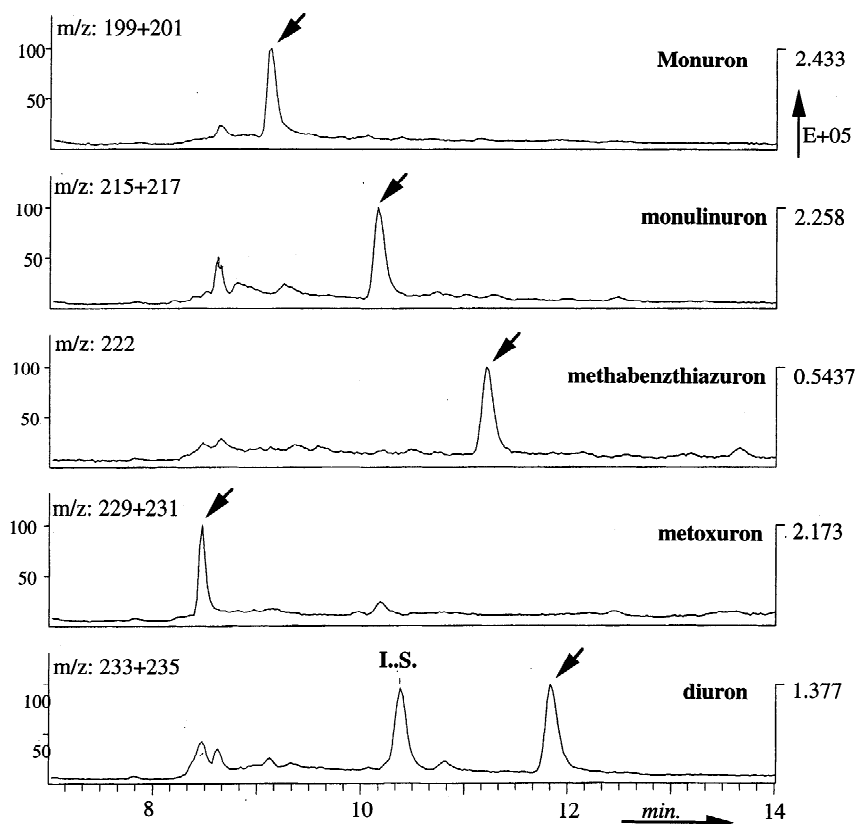 m/z: 199+201
100
50
Monuron
2.433
E+05
m/z: 215+217
100
50
monulinuron
2.258
m/z: 222
100
50
methabenzthiazuron
0.5437
m/z: 229+231
100
50
metoxuron
2.173
m/z: 233+235
I..S.
100
50
diuron
1.377
8
10
12
min.
14